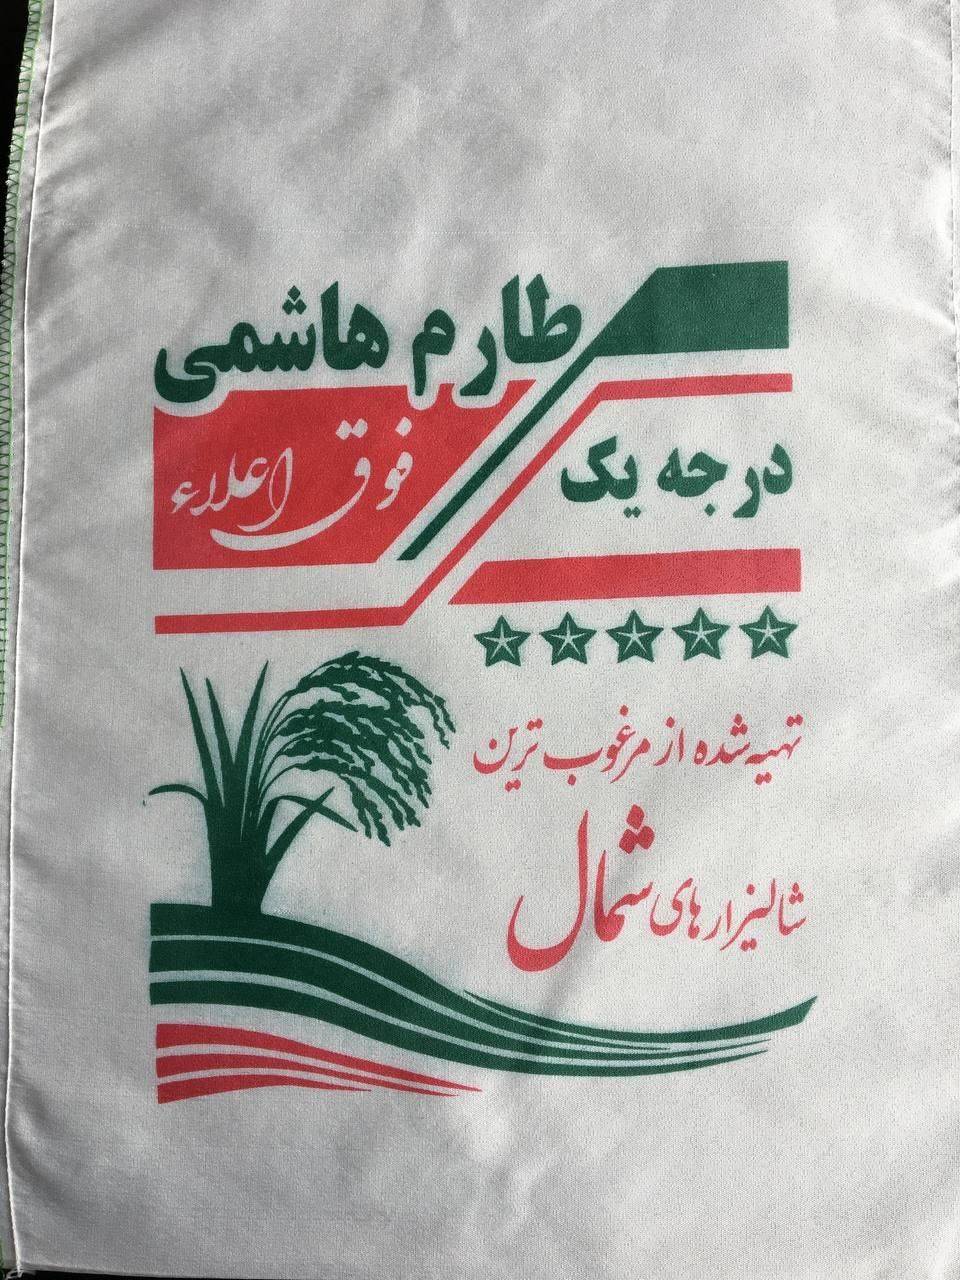 طارم هاشمی
فوق اعلاء
درجه یک
تهیه شده از مرغوب ترین
شالیزارهای شمال